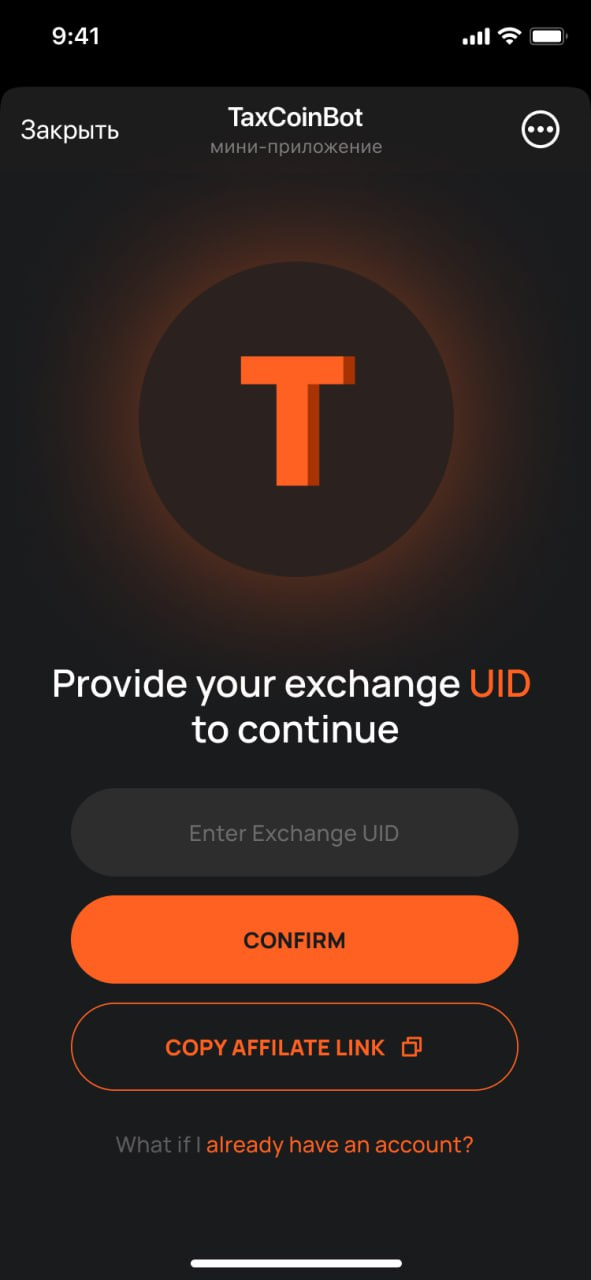 9:41
Закрыть
TaxCoinBot
мини-приложение
T
Provide your exchange UID
to continue
Enter Exchange UID
CONFIRM
COPY AFFILATE LINK
What if I already have an account?